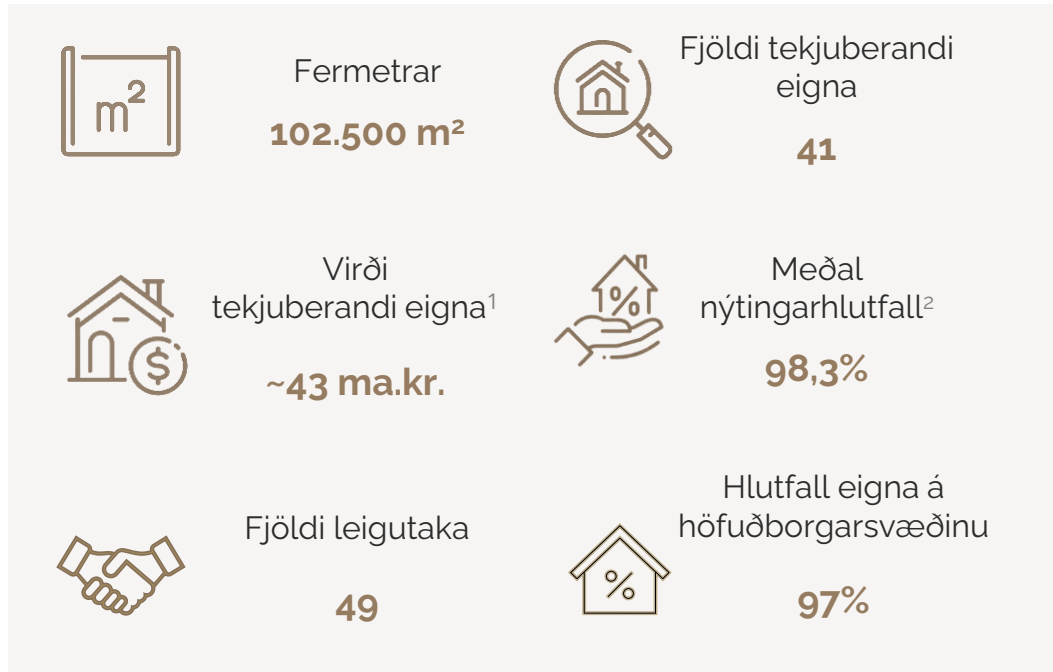 m²
Fermetrar
102.500 m²
Fjöldi tekjuberandi
eigna
41
Virði
tekjuberandi eigna¹
~43 ma.kr.
$
%
Meðal
nýtingarhlutfall²
98,3%
Fjöldi leigutaka
49
%
Hlutfall eigna á
höfuðborgarsvæðinu
97%